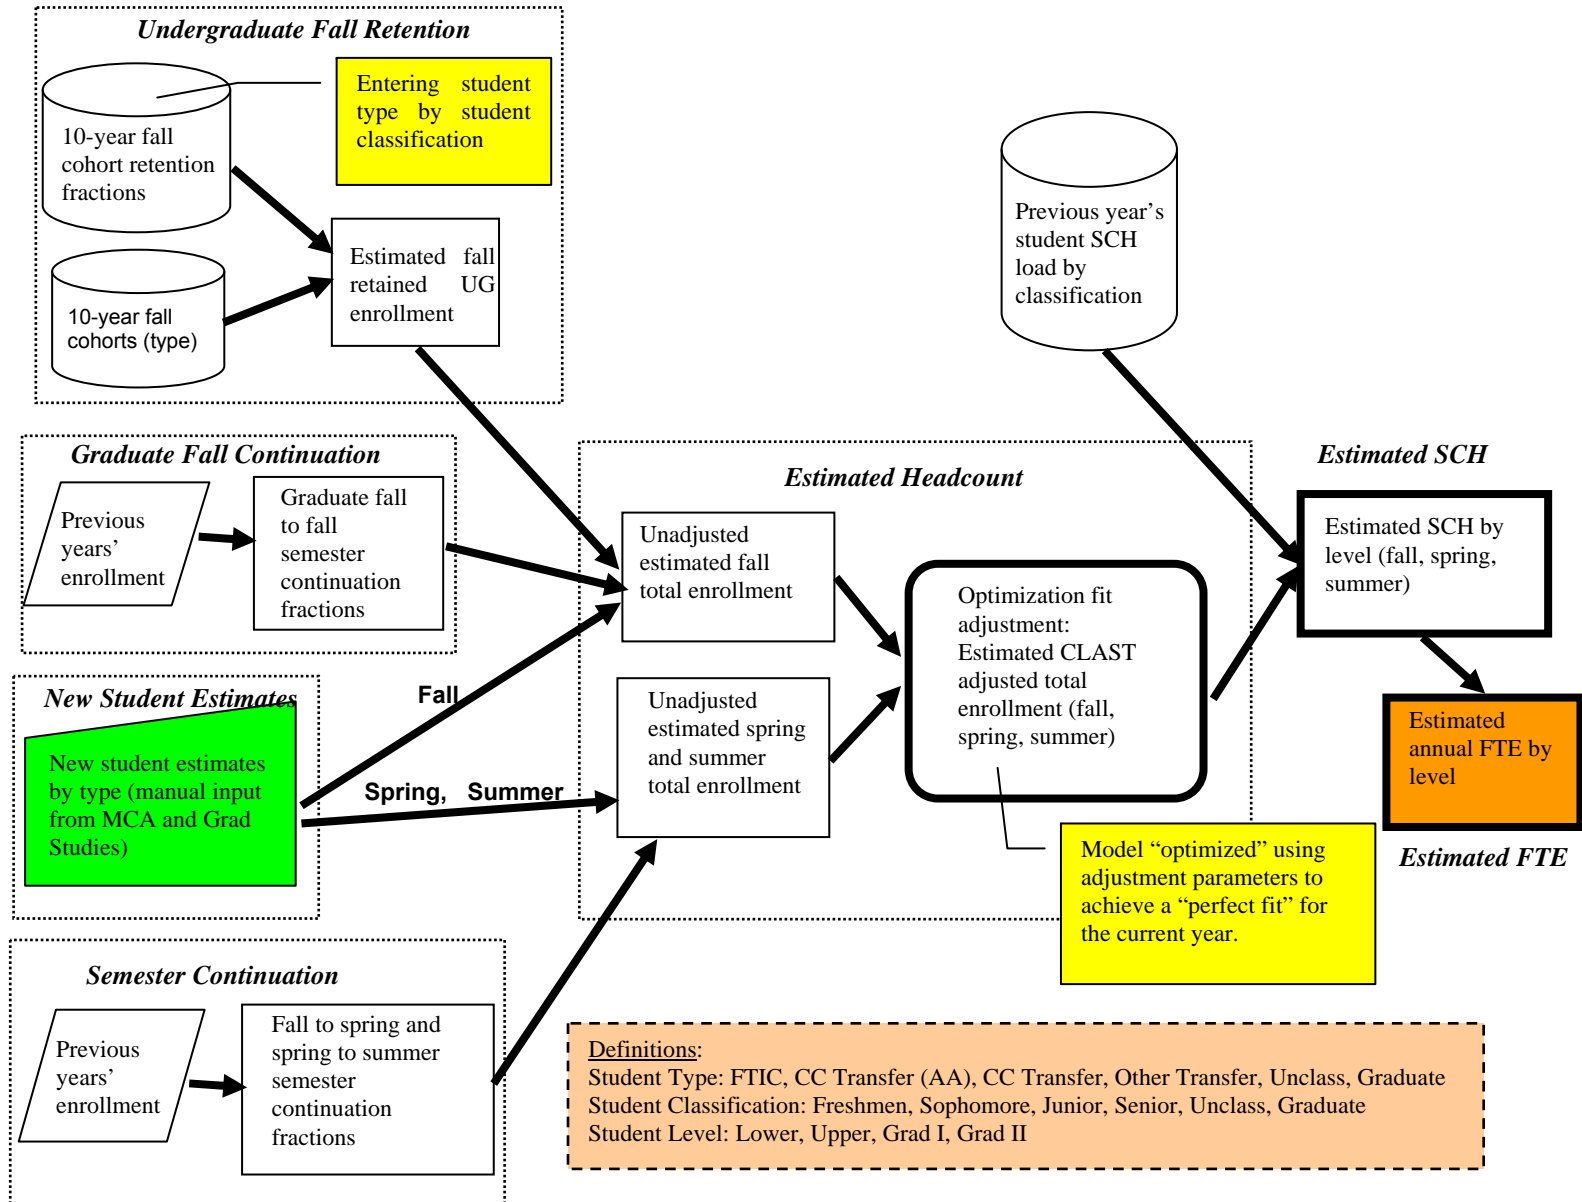 Undergraduate Fall Retention
10-year fall
cohort retention
fractions
Entering student
type by student
classification
10-year fall
cohorts (type)
Estimated fall
retained UG
enrollment
Previous year’s
student SCH
load by
classification
Graduate Fall Continuation
Previous
years’
enrollment
Graduate fall
to fall
semester
continuation
fractions
New Student Estimates
New student estimates
by type (manual input
from MCA and Grad
Studies)
Fall
Spring, Summer
Semester Continuation
Previous
years’
enrollment
Fall to spring and
spring to summer
semester
continuation
fractions
Estimated Headcount
Unadjusted
estimated fall
total enrollment
Unadjusted
estimated spring
and summer
total enrollment
Optimization fit
adjustment:
Estimated CLAST
adjusted total
enrollment (fall,
spring, summer)
Model “optimized” using
adjustment parameters to
achieve a “perfect fit” for
the current year.
Estimated SCH
Estimated SCH by
level (fall, spring,
summer)
Estimated
annual FTE by
level
Estimated FTE
Definitions:
Student Type: FTIC, CC Transfer (AA), CC Transfer, Other Transfer, Unclass, Graduate
Student Classification: Freshmen, Sophomore, Junior, Senior, Unclass, Graduate
Student Level: Lower, Upper, Grad I, Grad II